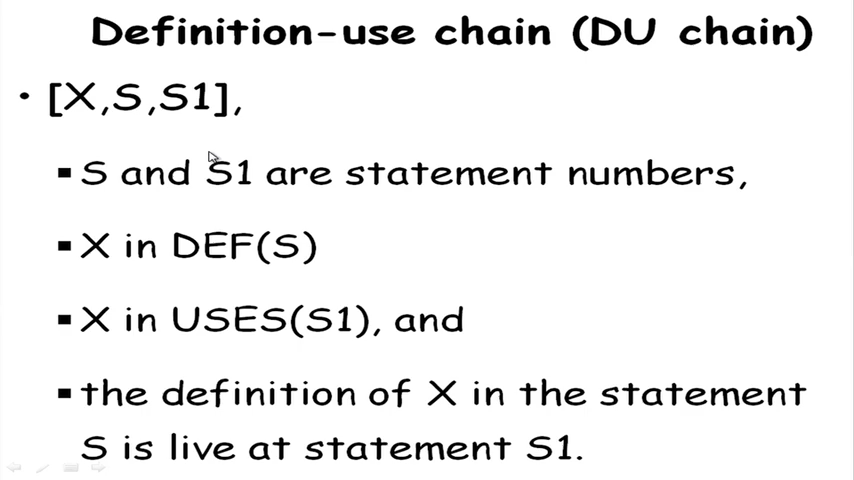 Definition-use chain (DU chain)
• [X,S,S1],
▪ S and S1 are statement numbers,
▪ X in DEF(S)
▪ X in USES(S1), and
▪ the definition of X in the statement
S is live at statement S1.